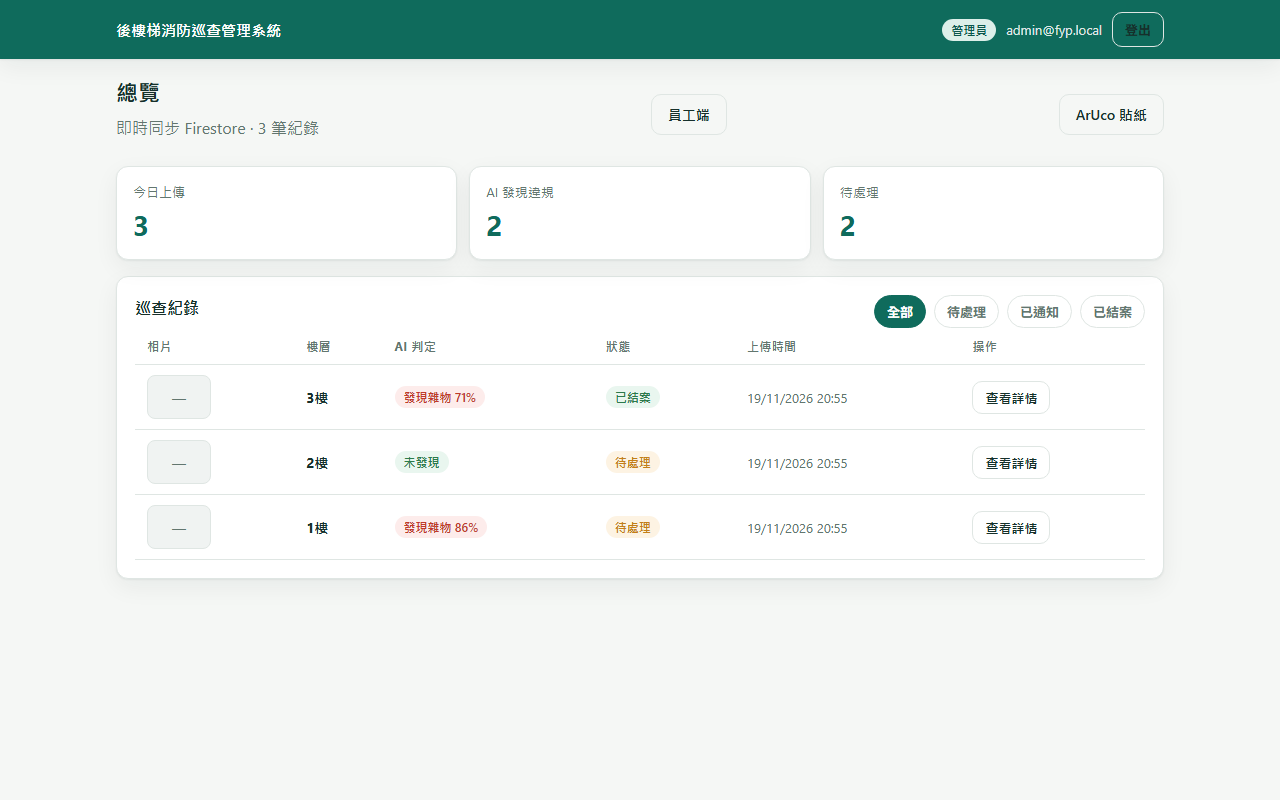 後樓梯消防巡查管理系統
管理員 admin@fyp.local 登出
總覽
即時同步 Firestore · 3 筆紀錄
員工端
ArUco 貼紙
今日上傳
3
AI 發現違規
2
待處理
2
巡查紀錄
全部 待處理 已通知 已結案
相片 樓層 AI 判定 狀態 上傳時間 操作
— 3樓 發現雜物 71% 已結案 19/11/2026 20:55 查看詳情
— 2樓 未發現 待處理 19/11/2026 20:55 查看詳情
— 1樓 發現雜物 86% 待處理 19/11/2026 20:55 查看詳情